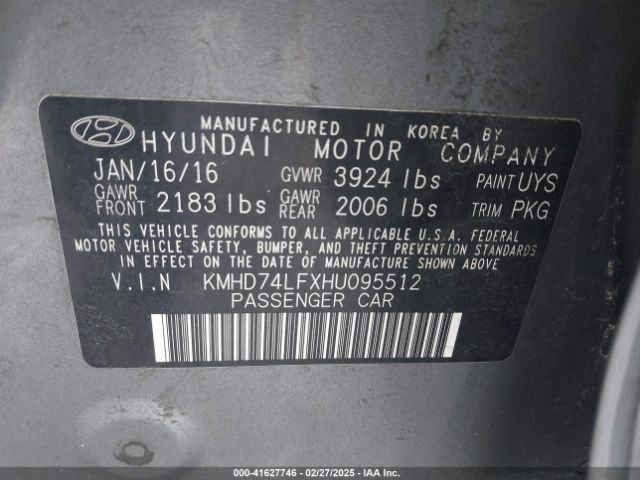 MANUFACTURED IN KOREA BY
HYUNDAI MOTOR COMPANY
JAN/16/16 GVWR 3924 lbs PAINT UYS
GAWR FRONT 2183 lbs GAWR REAR 2006 lbs TRIM PKG
THIS VEHICLE CONFORMS TO ALL APPLICABLE U.S.A. FEDERAL
MOTOR VEHICLE SAFETY, BUMPER, AND THEFT PREVENTION STANDARDS
IN EFFECT ON THE DATE OF MANUFACTURE SHOWN ABOVE
V.I.N KMHD74LFXHU095512
PASSENGER CAR
000-41627746 - 02/27/2025 - IAA Inc.